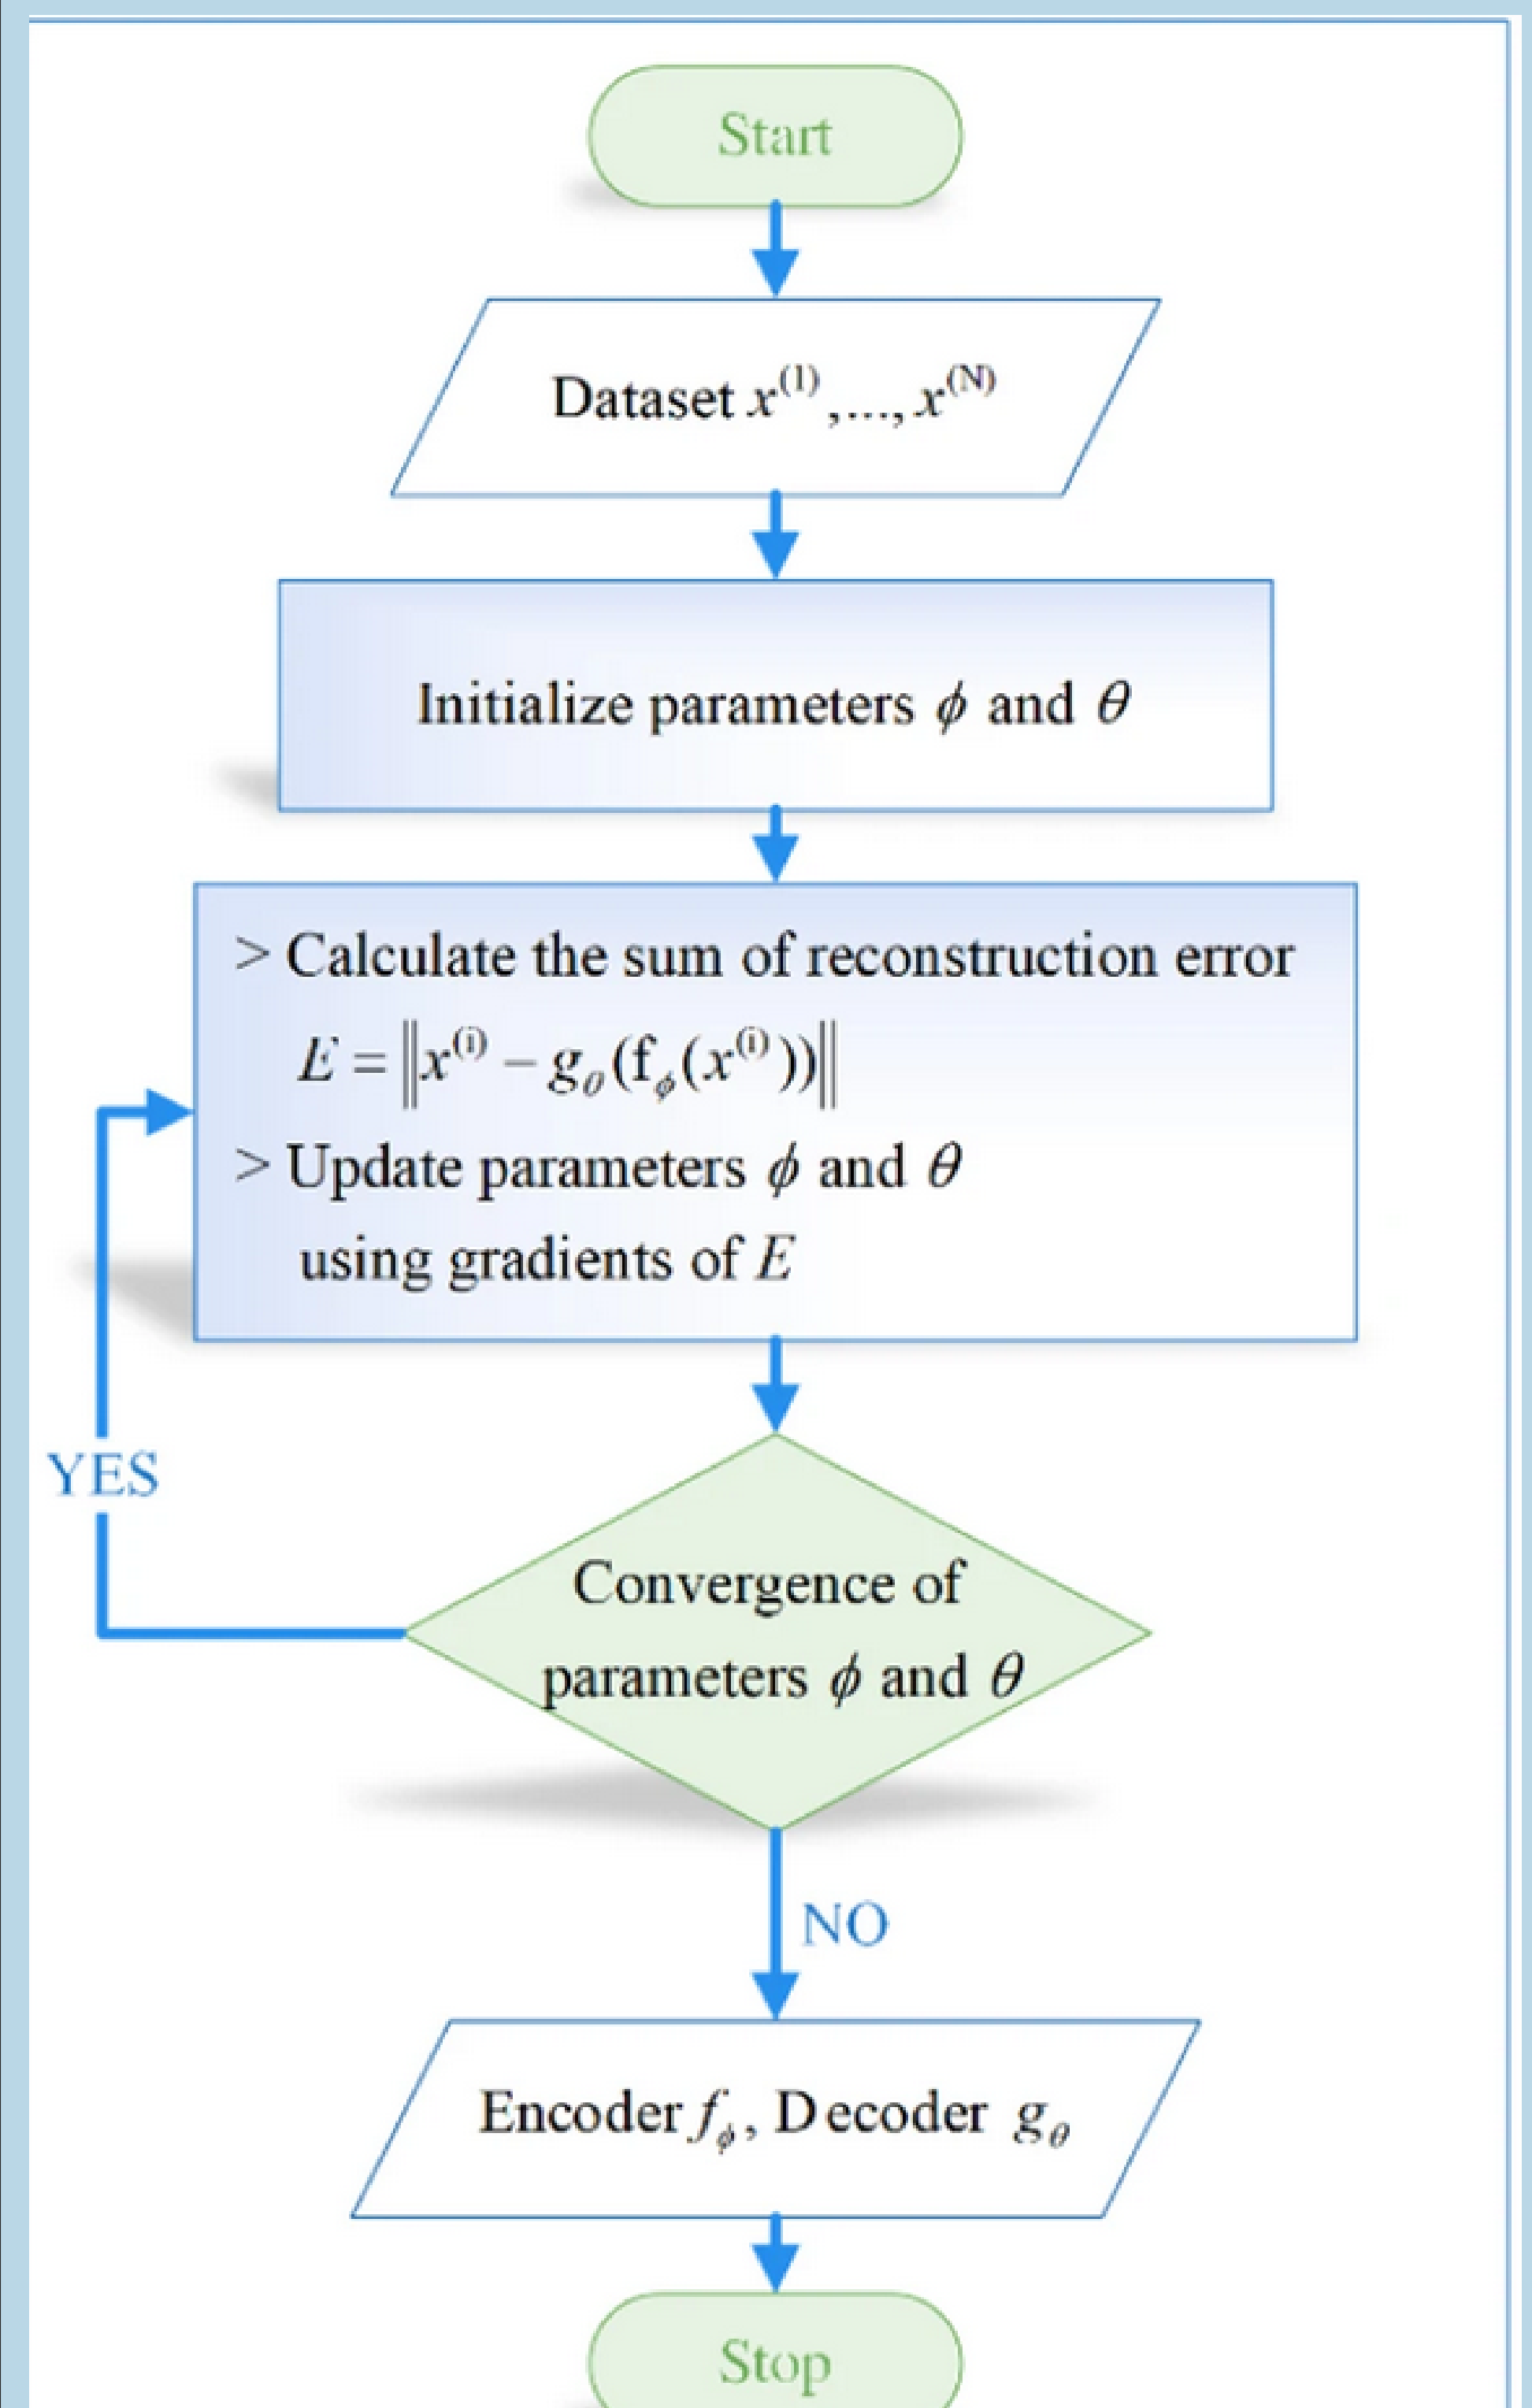 Start
Dataset x⁽¹⁾,..., x⁽ᴺ⁾
Initialize parameters ϕ and θ
> Calculate the sum of reconstruction error
E = ‖x⁽ⁱ⁾ − g_θ(f_ϕ(x⁽ⁱ⁾))‖
> Update parameters ϕ and θ
using gradients of E
YES
Convergence of
parameters ϕ and θ
NO
Encoder f_ϕ, Decoder g_θ
Stop